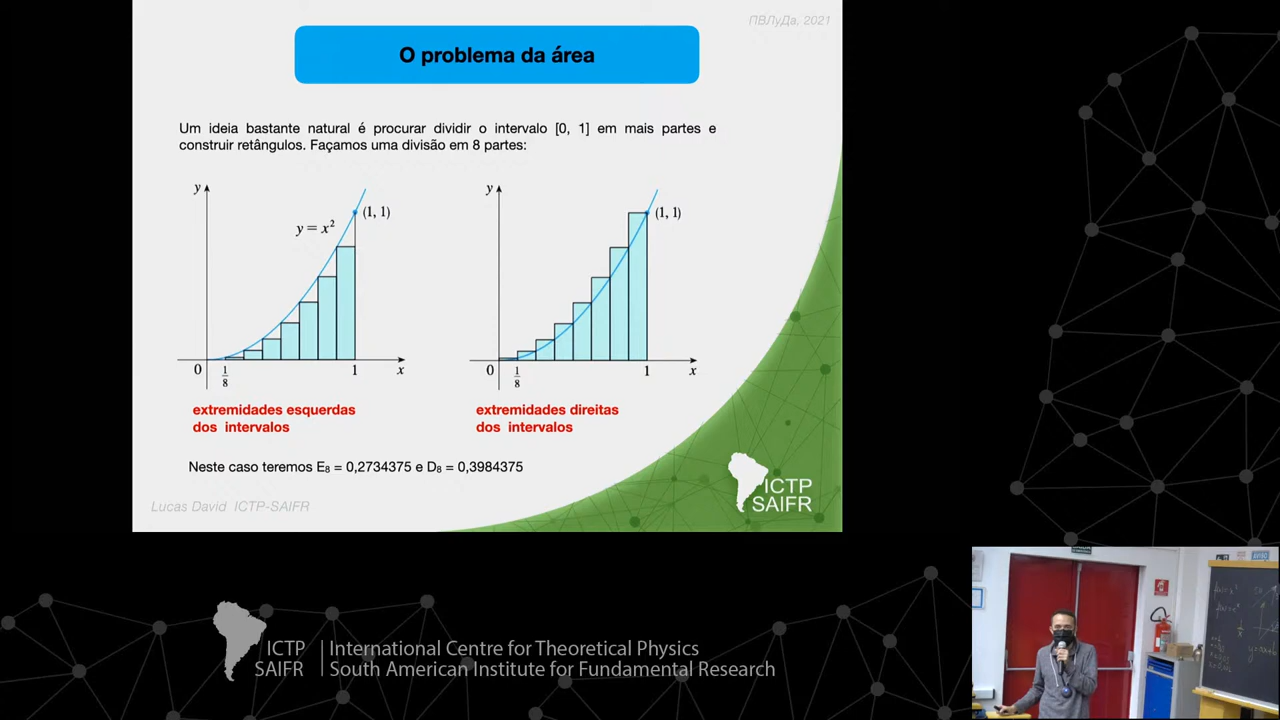 ПВЛуДа, 2021
O problema da área
Um ideia bastante natural é procurar dividir o intervalo [0, 1] em mais partes e
construir retângulos. Façamos uma divisão em 8 partes:
y
(1, 1)
y = x²
0
1/8
1
x
extremidades esquerdas
dos intervalos
y
(1, 1)
0
1/8
1
x
extremidades direitas
dos intervalos
Neste caso teremos E₈ = 0,2734375 e D₈ = 0,3984375
Lucas David ICTP-SAIFR
ICTP
SAIFR
ICTP
SAIFR
International Centre for Theoretical Physics
South American Institute for Fundamental Research